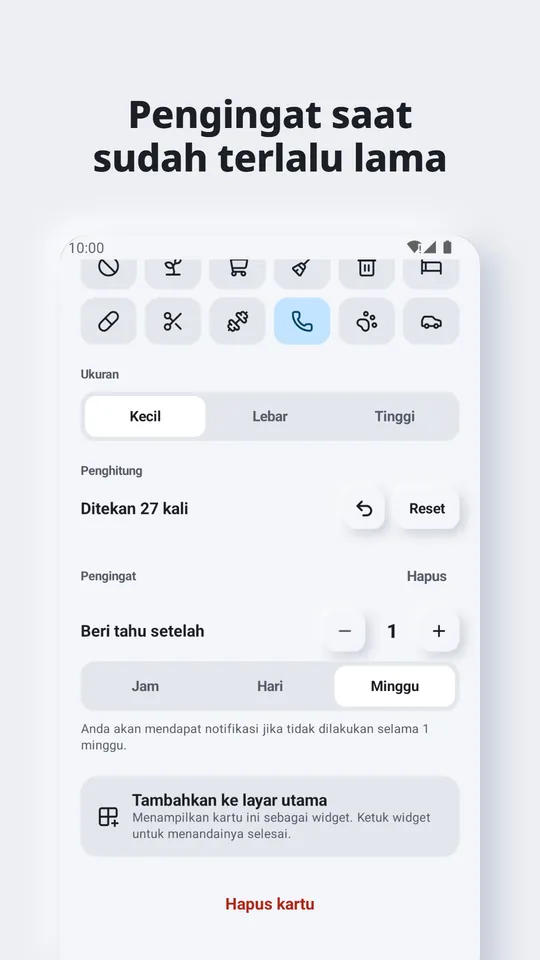 Pengingat saat
sudah terlalu lama
10:00
Ukuran
Kecil Lebar Tinggi
Penghitung
Ditekan 27 kali Reset
Pengingat Hapus
Beri tahu setelah − 1 +
Jam Hari Minggu
Anda akan mendapat notifikasi jika tidak dilakukan selama 1
minggu.
Tambahkan ke layar utama
Menampilkan kartu ini sebagai widget. Ketuk widget
untuk menandainya selesai.
Hapus kartu